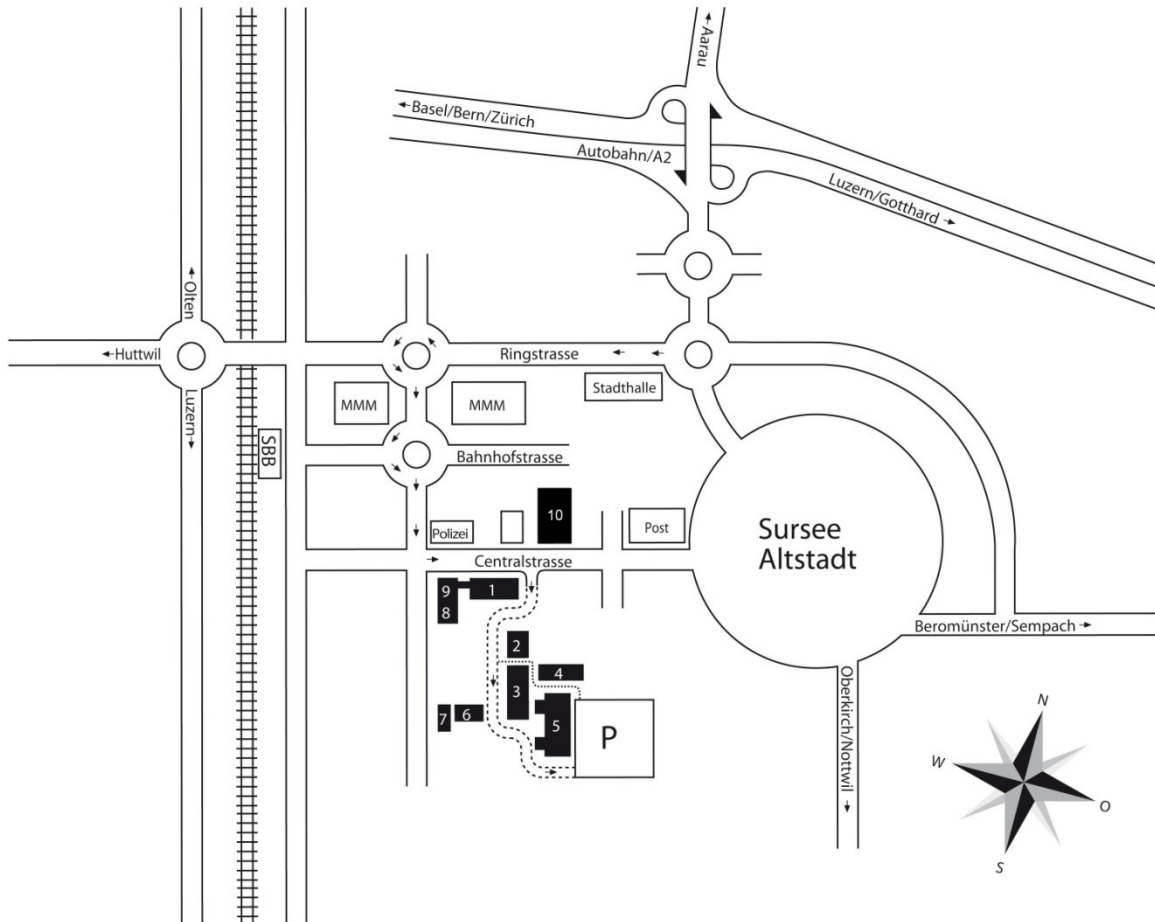 Aarau
Basel/Bern/Zürich
Autobahn/A2
Luzern/Gotthard
Olten
Huttwil
Luzern
Ringstrasse
Stadthalle
MMM
MMM
SBB
Bahnhofstrasse
Polizei
10
Post
Centralstrasse
Sursee
Altstadt
9
8
1
2
3
4
5
6
7
P
Beromünster/Sempach
Oberkirch/Nottwil
N
W
O
S